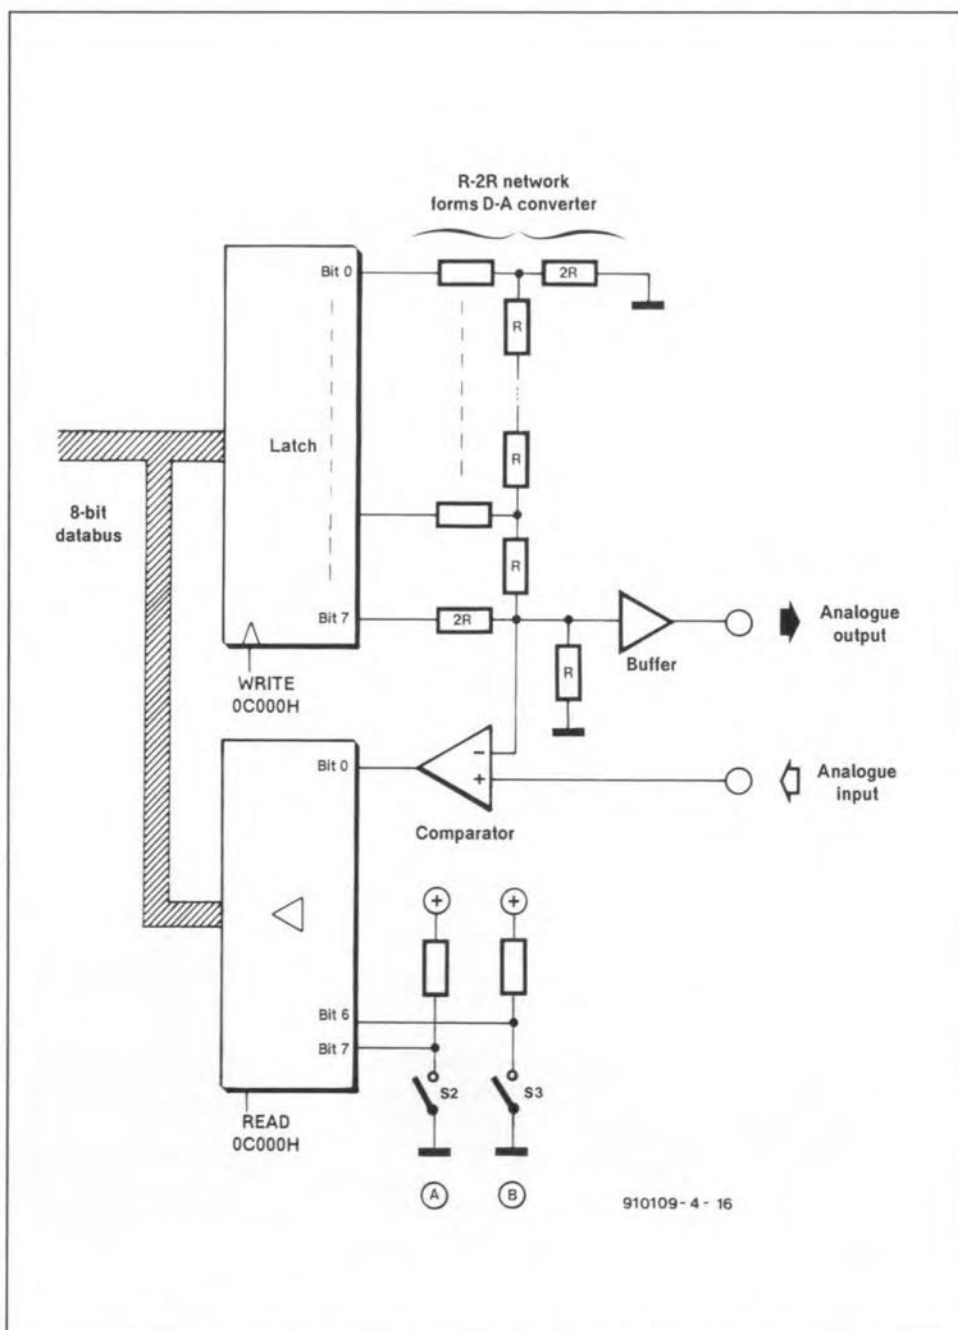 R-2R network
forms D-A converter
Bit 0
2R
R
Latch
R
8-bit
databus
R
Bit 7
2R
Analogue
output
Buffer
R
WRITE
0C000H
Bit 0
−
+
Analogue
input
Comparator
+
+
Bit 6
Bit 7
S2
S3
READ
0C000H
A
B
910109-4-16